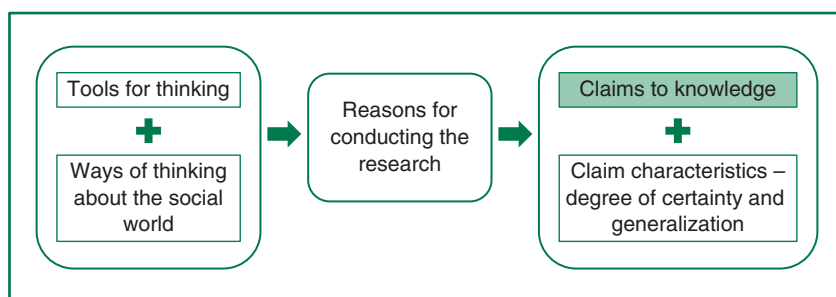 Tools for thinking
Ways of thinking
about the social
world
Reasons for
conducting the
research
Claims to knowledge
Claim characteristics –
degree of certainty and
generalization